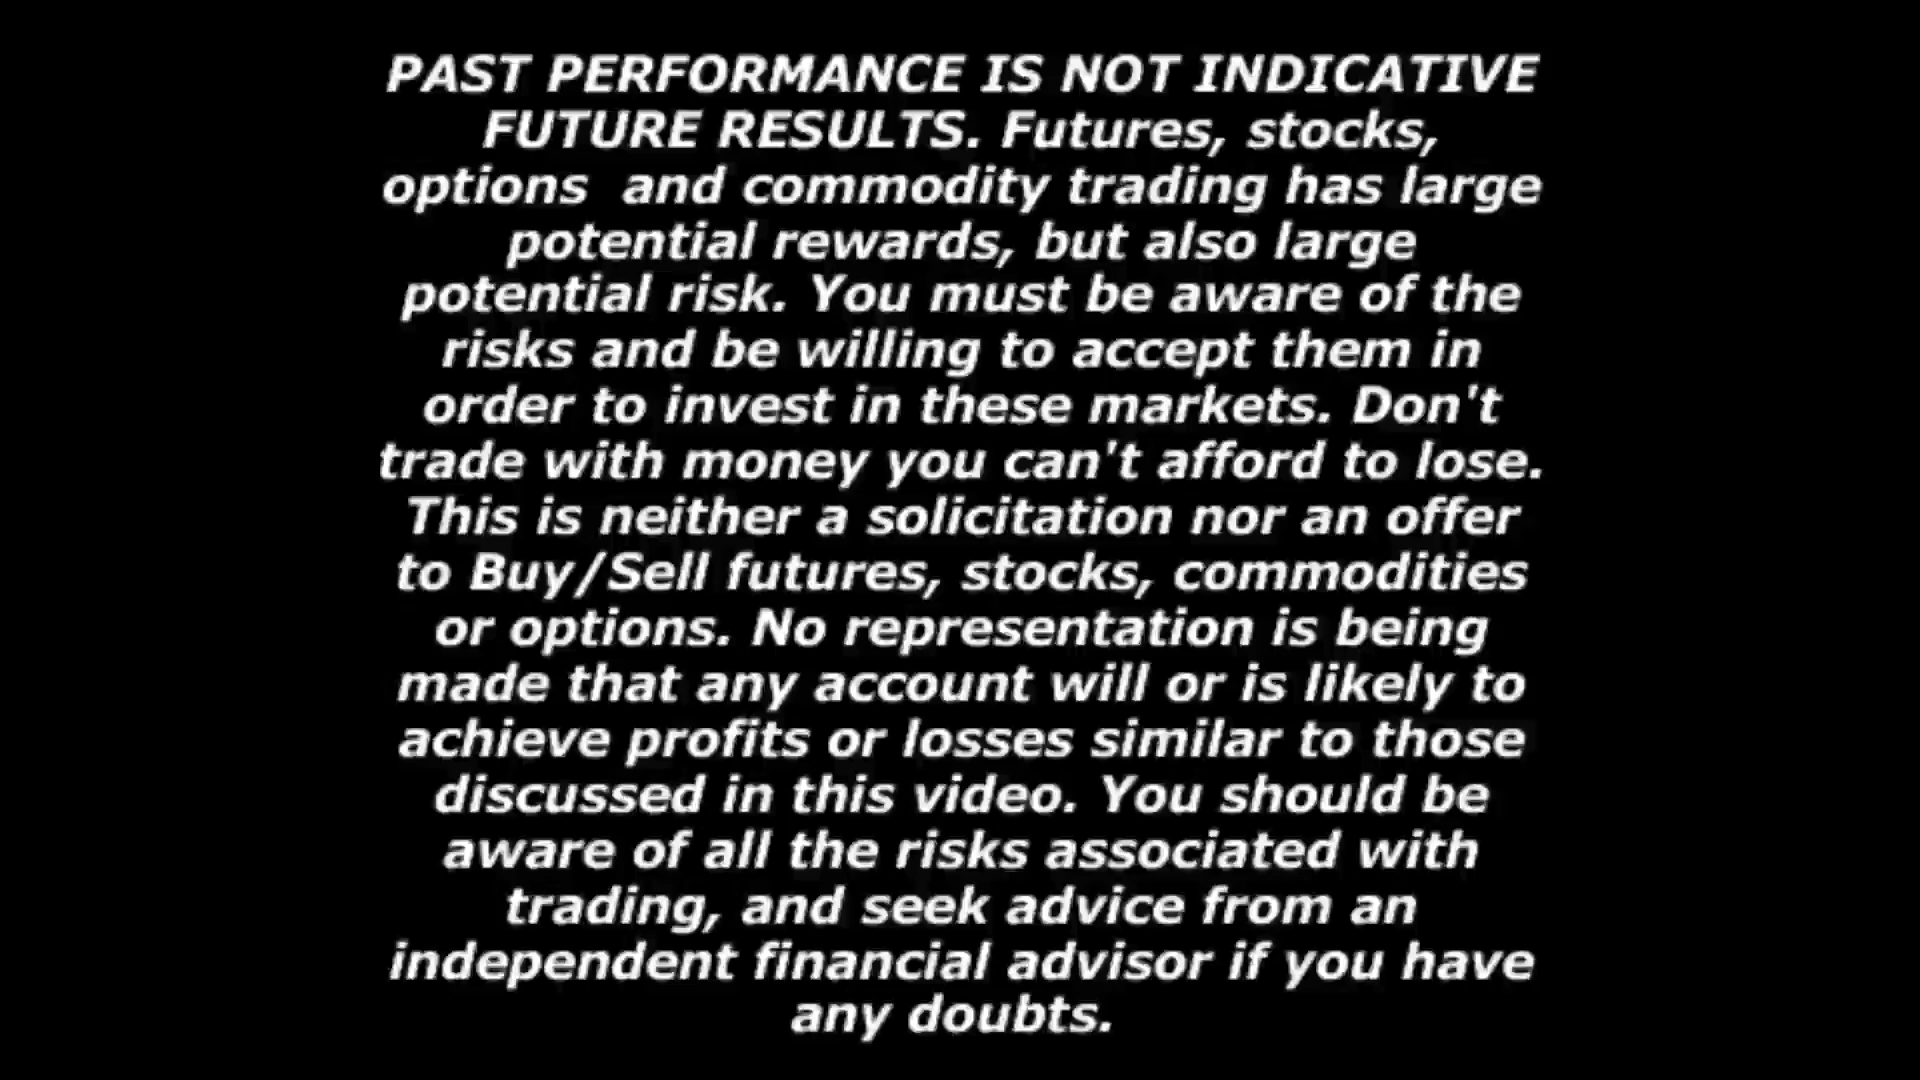 PAST PERFORMANCE IS NOT INDICATIVE
FUTURE RESULTS. Futures, stocks,
options  and commodity trading has large
potential rewards, but also large
potential risk. You must be aware of the
risks and be willing to accept them in
order to invest in these markets. Don't
trade with money you can't afford to lose.
This is neither a solicitation nor an offer
to Buy/Sell futures, stocks, commodities
or options. No representation is being
made that any account will or is likely to
achieve profits or losses similar to those
discussed in this video. You should be
aware of all the risks associated with
trading, and seek advice from an
independent financial advisor if you have
any doubts.